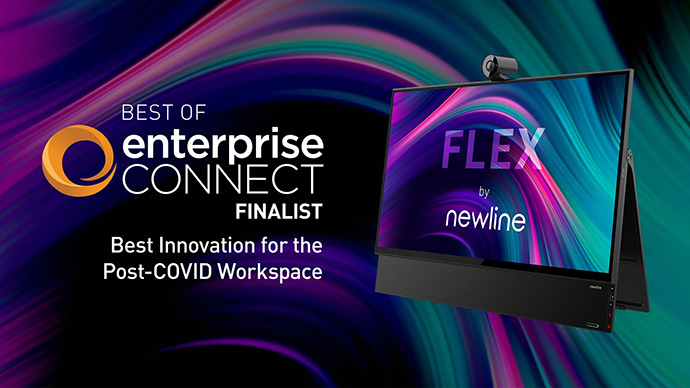 BEST OF
enterprise
CONNECT
FINALIST
Best Innovation for the
Post-COVID Workspace
FLEX
by
newline
newline